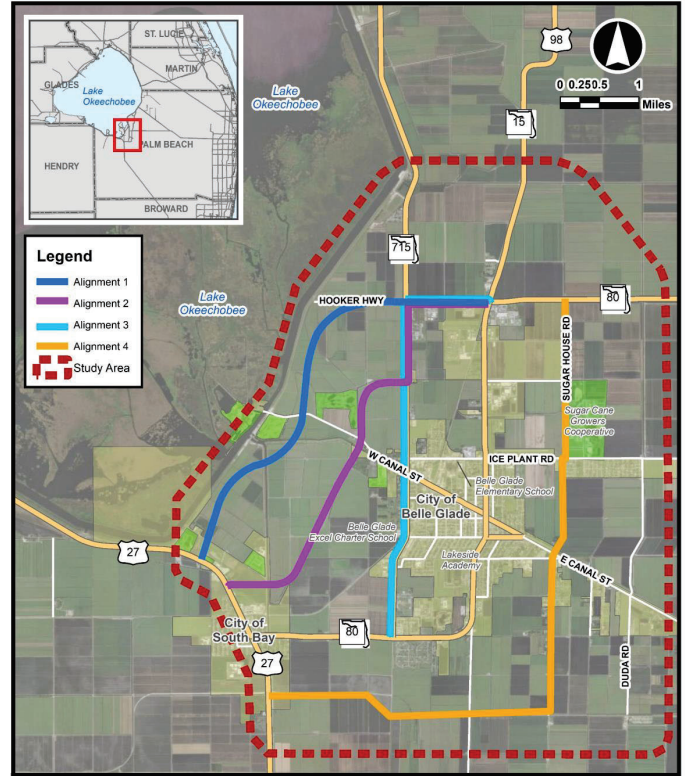 ST. LUCIE
MARTIN
GLADES
Lake
Okeechobee
PALM BEACH
HENDRY
BROWARD
98
0 0.25 0.5 1
Miles
15
Lake
Okeechobee
715
Legend
Alignment 1
Alignment 2
Alignment 3
Alignment 4
Study Area
Lake
Okeechobee
HOOKER HWY
80
SUGAR HOUSE RD
Sugar Cane
Growers
Cooperative
W CANAL ST
ICE PLANT RD
Belle Glade
Elementary School
City of
Belle Glade
Belle Glade
Excel Charter School
Lakeside
Academy
27
E CANAL ST
City of
South Bay
80
27
DUDA RD